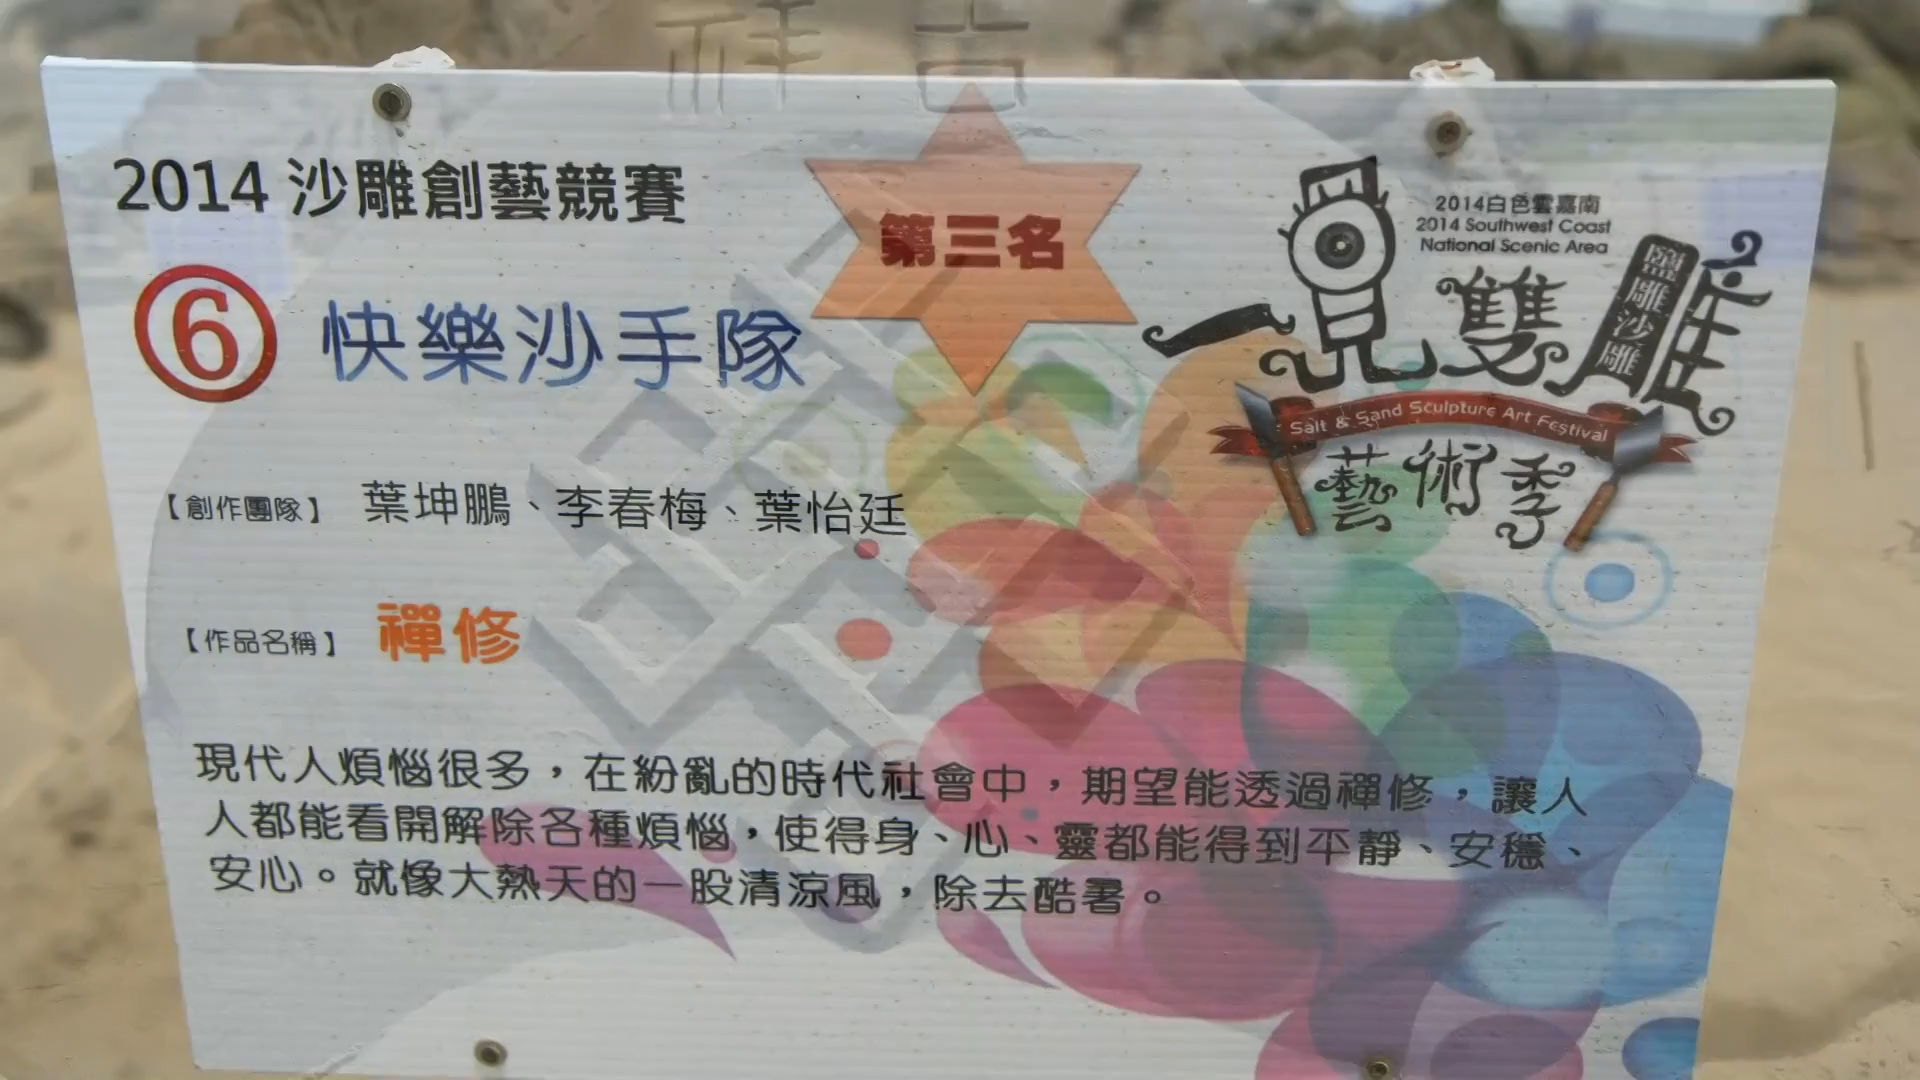 祥吉
2014 沙雕創藝競賽
第三名
2014白色雲嘉南
2014 Southwest Coast
National Scenic Area
一見雙雕
鹽雕沙雕
Salt & Sand Sculpture Art Festival
藝術季
6 快樂沙手隊
【創作團隊】 葉坤鵬、李春梅、葉怡廷
【作品名稱】 禪修
現代人煩惱很多，在紛亂的時代社會中，期望能透過禪修，讓人
人都能看開解除各種煩惱，使得身、心、靈都能得到平靜、安穩、
安心。就像大熱天的一股清涼風，除去酷暑。